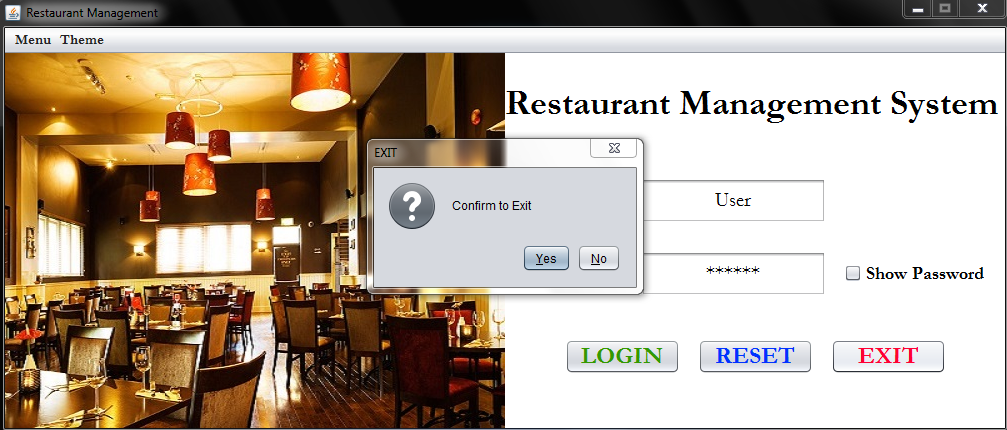 Restaurant Management
Menu Theme
Restaurant Management System
EXIT
Confirm to Exit
Yes No
User
******
Show Password
LOGIN RESET EXIT